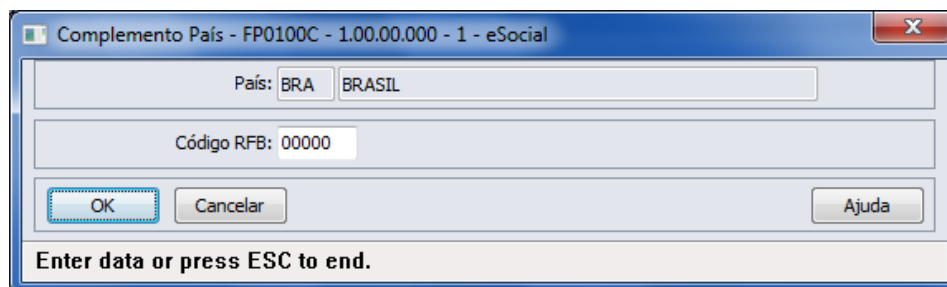 Complemento País - FP0100C - 1.00.00.000 - 1 - eSocial
País: BRA BRASIL
Código RFB: 00000
OK Cancelar Ajuda
Enter data or press ESC to end.